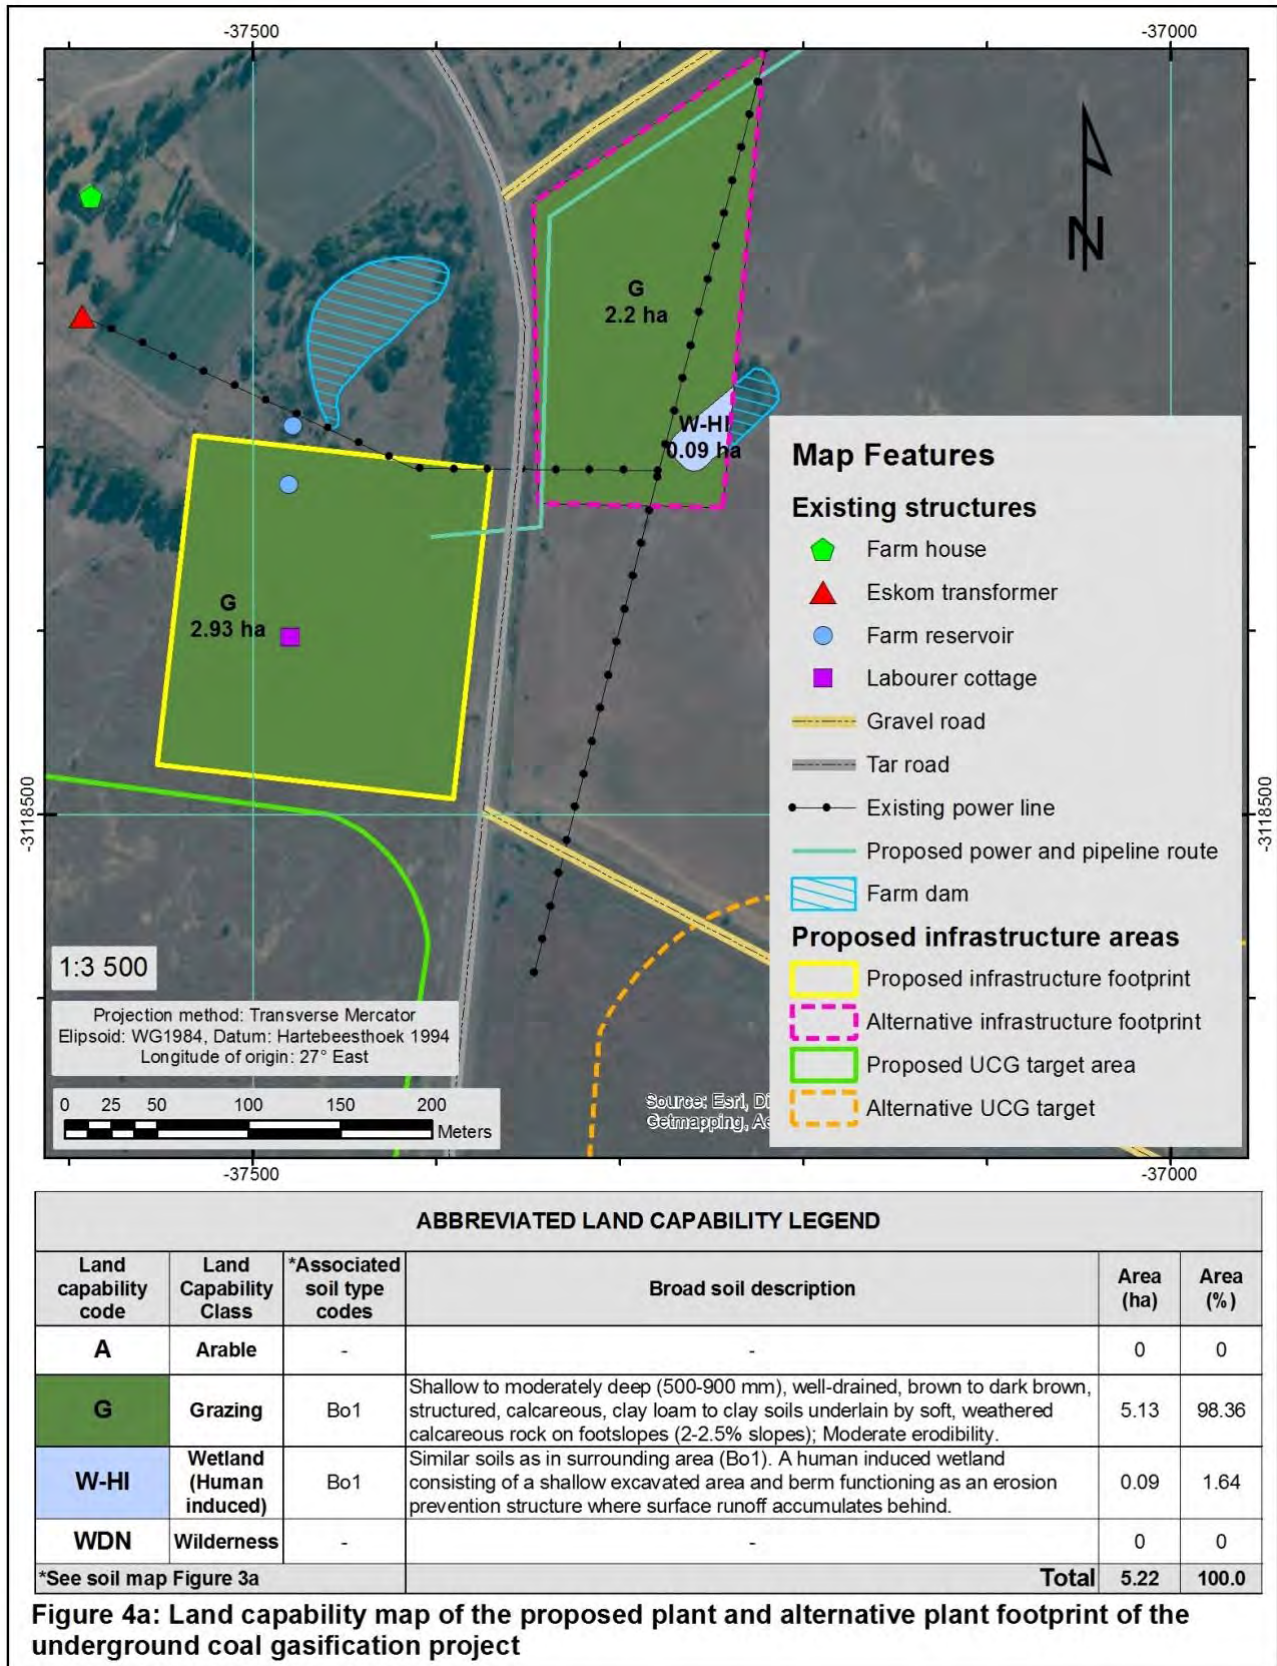 -37500
-37000
N
G
2.2 ha
W-HI
0.09 ha
G
2.93 ha
-3118500
-3118500
Map Features
Existing structures
Farm house
Eskom transformer
Farm reservoir
Labourer cottage
Gravel road
Tar road
Existing power line
Proposed power and pipeline route
Farm dam
Proposed infrastructure areas
Proposed infrastructure footprint
Alternative infrastructure footprint
Proposed UCG target area
Alternative UCG target
1:3 500
Projection method: Transverse Mercator
Elipsoid: WG1984, Datum: Hartebeesthoek 1994
Longitude of origin: 27° East
0 25 50 100 150 200
Meters
Source: Esri,
Getmapping,
-37500
-37000
ABBREVIATED LAND CAPABILITY LEGEND
Land capability code Land Capability Class *Associated soil type codes Broad soil description Area (ha) Area (%)
A Arable - - 0 0
G Grazing Bo1 Shallow to moderately deep (500-900 mm), well-drained, brown to dark brown,
structured, calcareous, clay loam to clay soils underlain by soft, weathered
calcareous rock on footslopes (2-2.5% slopes); Moderate erodibility. 5.13 98.36
W-HI Wetland (Human induced) Bo1 Similar soils as in surrounding area (Bo1). A human induced wetland
consisting of a shallow excavated area and berm functioning as an erosion
prevention structure where surface runoff accumulates behind. 0.09 1.64
WDN Wilderness - - 0 0
*See soil map Figure 3a Total 5.22 100.0
Figure 4a: Land capability map of the proposed plant and alternative plant footprint of the
underground coal gasification project